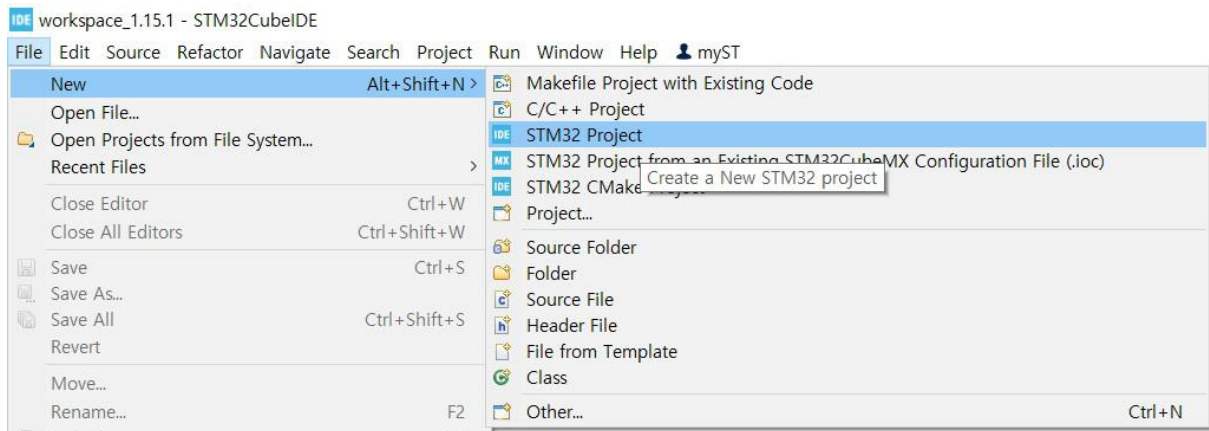 IDE workspace_1.15.1 - STM32CubeIDE
File Edit Source Refactor Navigate Search Project Run Window Help myST
New Alt+Shift+N >
Open File...
Open Projects from File System...
Recent Files >
Close Editor Ctrl+W
Close All Editors Ctrl+Shift+W
Save Ctrl+S
Save As...
Save All Ctrl+Shift+S
Revert
Move...
Rename... F2
Makefile Project with Existing Code
C/C++ Project
IDE STM32 Project
MX STM32 Project from an Existing STM32CubeMX Configuration File (.ioc)
Create a New STM32 project
IDE STM32 CMake
Project...
Source Folder
Folder
Source File
Header File
File from Template
Class
Other... Ctrl+N